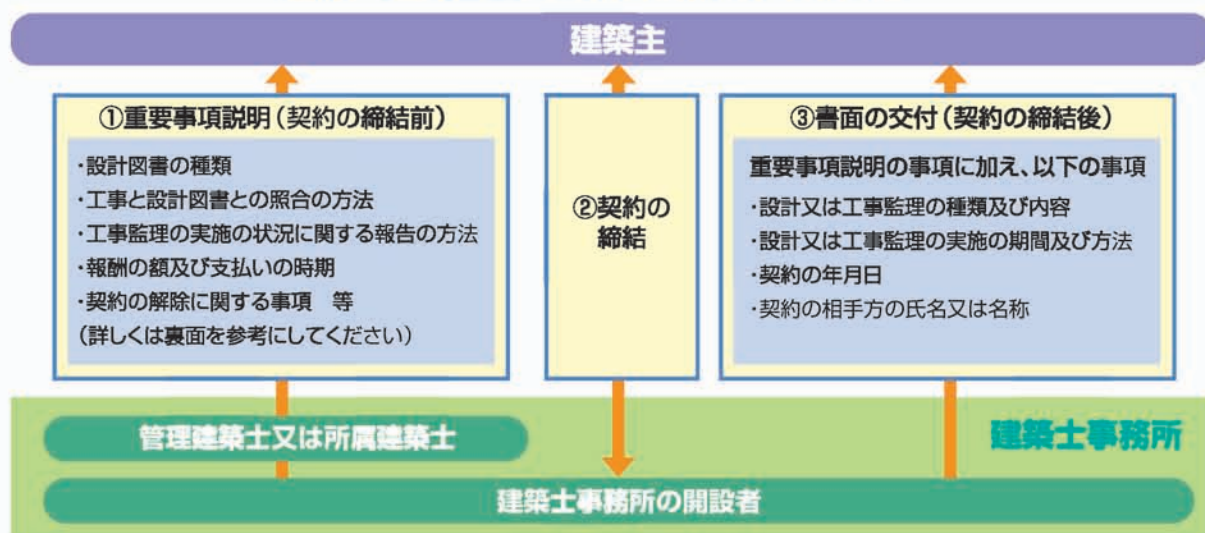 建築主
①重要事項説明（契約の締結前）
・設計図書の種類
・工事と設計図書との照合の方法
・工事監理の実施の状況に関する報告の方法
・報酬の額及び支払いの時期
・契約の解除に関する事項　等
（詳しくは裏面を参考にしてください）
②契約の
締結
③書面の交付（契約の締結後）
重要事項説明の事項に加え、以下の事項
・設計又は工事監理の種類及び内容
・設計又は工事監理の実施の期間及び方法
・契約の年月日
・契約の相手方の氏名又は名称
管理建築士又は所属建築士
建築士事務所
建築士事務所の開設者